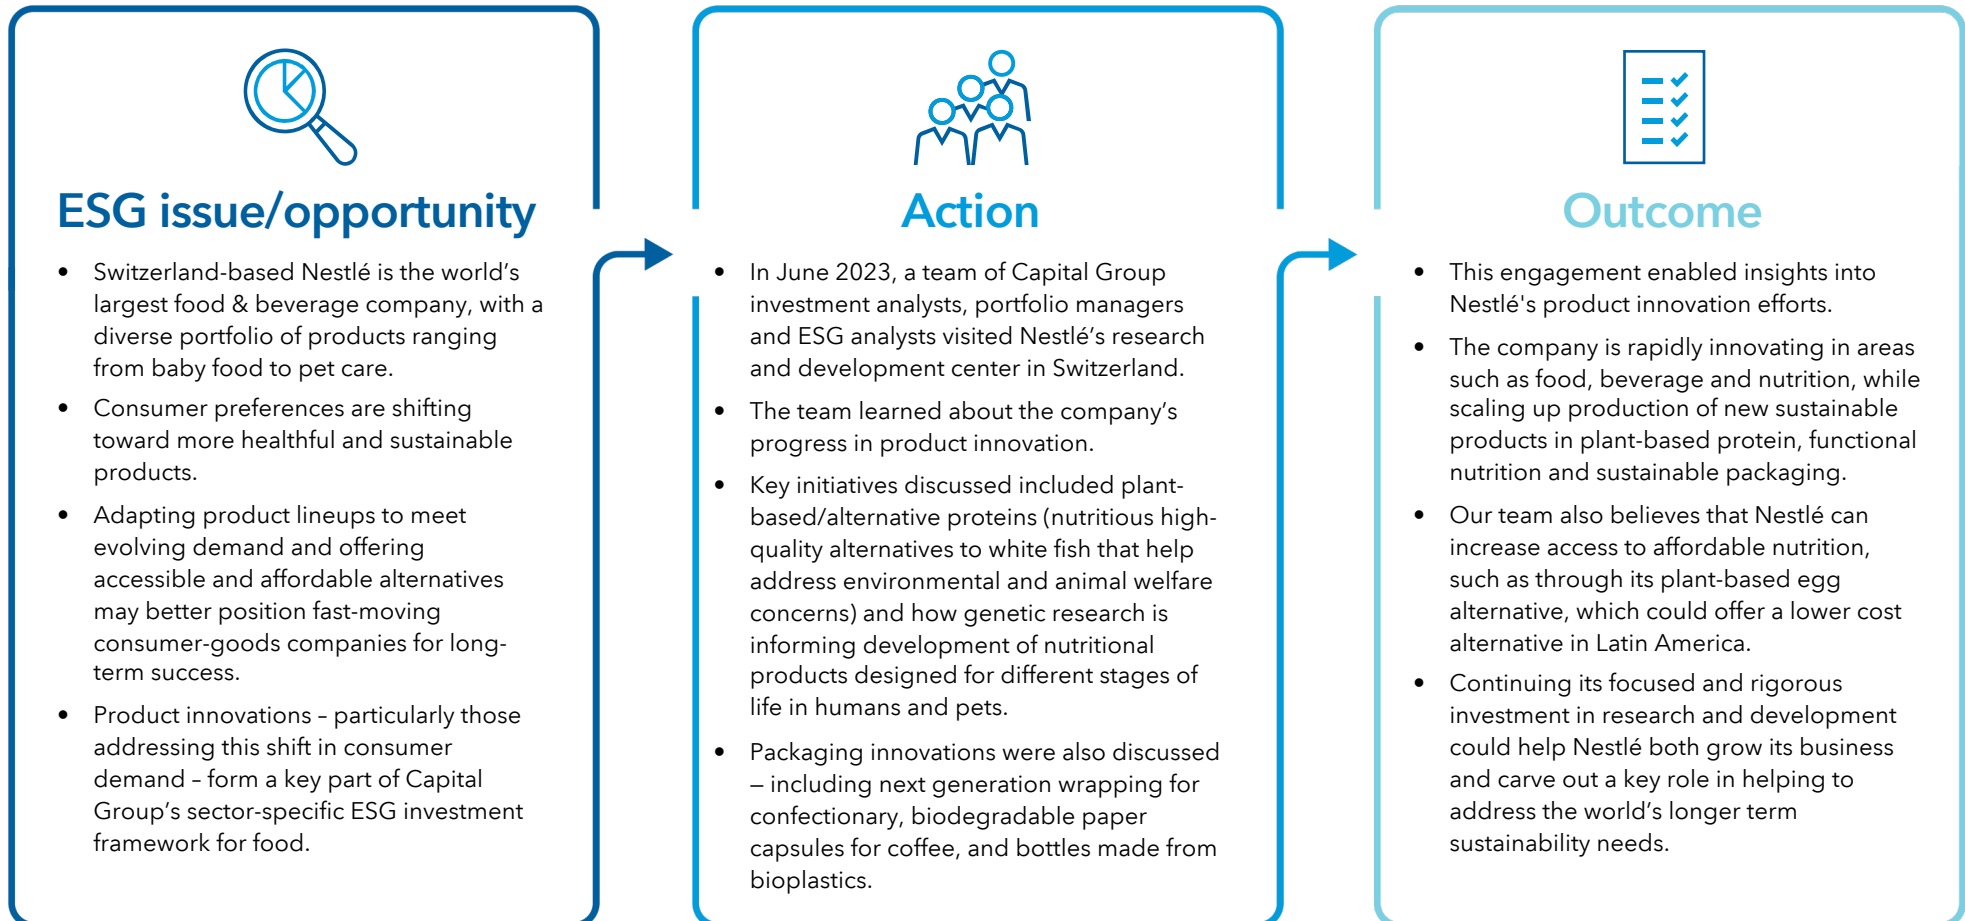 ESG issue/opportunity
• Switzerland-based Nestlé is the world’s
largest food & beverage company, with a
diverse portfolio of products ranging
from baby food to pet care.
• Consumer preferences are shifting
toward more healthful and sustainable
products.
• Adapting product lineups to meet
evolving demand and offering
accessible and affordable alternatives
may better position fast-moving
consumer-goods companies for long-
term success.
• Product innovations – particularly those
addressing this shift in consumer
demand – form a key part of Capital
Group’s sector-specific ESG investment
framework for food.
Action
• In June 2023, a team of Capital Group
investment analysts, portfolio managers
and ESG analysts visited Nestlé’s research
and development center in Switzerland.
• The team learned about the company’s
progress in product innovation.
• Key initiatives discussed included plant-
based/alternative proteins (nutritious high-
quality alternatives to white fish that help
address environmental and animal welfare
concerns) and how genetic research is
informing development of nutritional
products designed for different stages of
life in humans and pets.
• Packaging innovations were also discussed
— including next generation wrapping for
confectionary, biodegradable paper
capsules for coffee, and bottles made from
bioplastics.
Outcome
• This engagement enabled insights into
Nestlé's product innovation efforts.
• The company is rapidly innovating in areas
such as food, beverage and nutrition, while
scaling up production of new sustainable
products in plant-based protein, functional
nutrition and sustainable packaging.
• Our team also believes that Nestlé can
increase access to affordable nutrition,
such as through its plant-based egg
alternative, which could offer a lower cost
alternative in Latin America.
• Continuing its focused and rigorous
investment in research and development
could help Nestlé both grow its business
and carve out a key role in helping to
address the world’s longer term
sustainability needs.